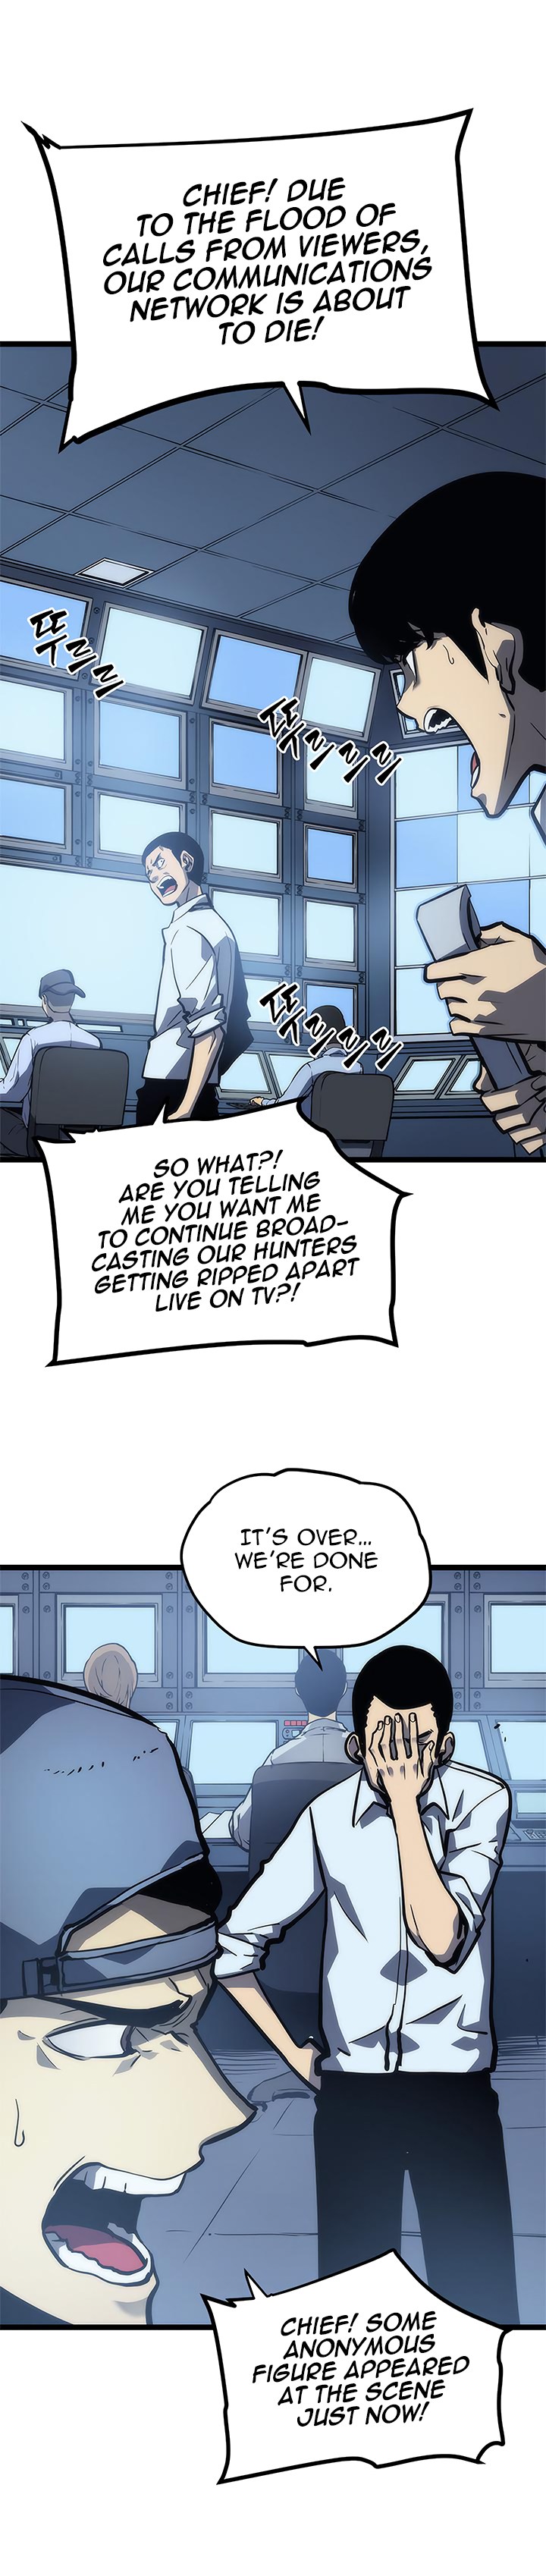 CHIEF! DUE
TO THE FLOOD OF
CALLS FROM VIEWERS,
OUR COMMUNICATIONS
NETWORK IS ABOUT
TO DIE!
뚜르르
뚜르르르
뚜르르르
SO WHAT?!
ARE YOU TELLING
ME YOU WANT ME
TO CONTINUE BROAD-
CASTING OUR HUNTERS
GETTING RIPPED APART
LIVE ON TV?!
IT'S OVER...
WE'RE DONE
FOR.
CHIEF! SOME
ANONYMOUS
FIGURE APPEARED
AT THE SCENE
JUST NOW!